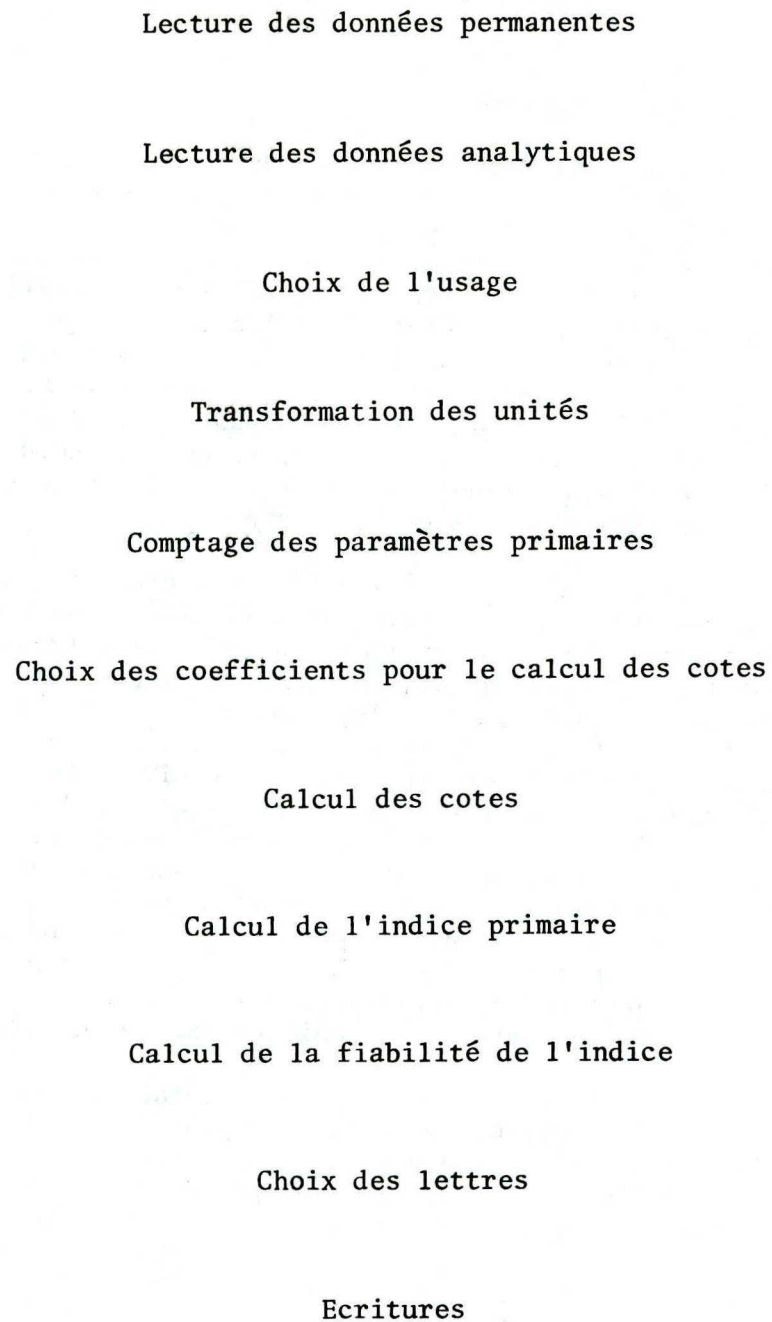 Lecture des données permanentes
Lecture des données analytiques
Choix de l'usage
Transformation des unités
Comptage des paramètres primaires
Choix des coefficients pour le calcul des cotes
Calcul des cotes
Calcul de l'indice primaire
Calcul de la fiabilité de l'indice
Choix des lettres
Ecritures